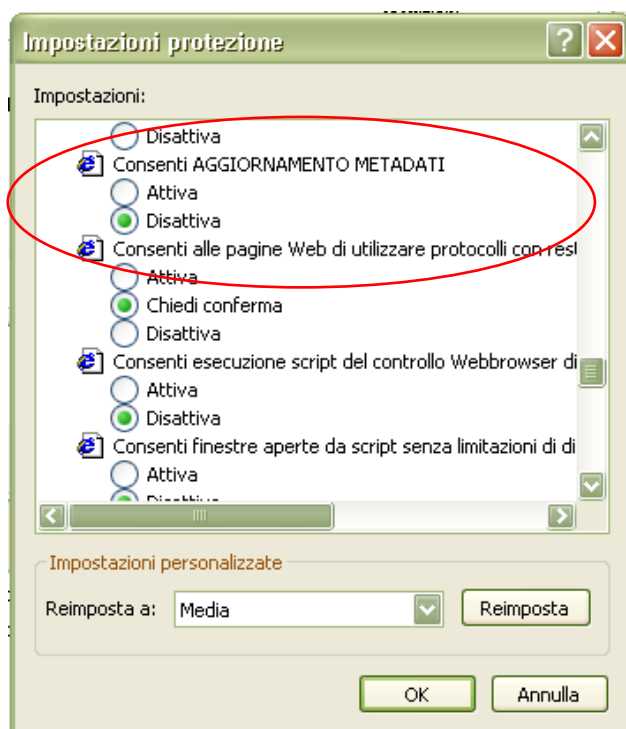 Impostazioni protezione
Impostazioni:
Disattiva
Consenti AGGIORNAMENTO METADATI
Attiva
Disattiva
Consenti alle pagine Web di utilizzare protocolli con rest
Attiva
Chiedi conferma
Disattiva
Consenti esecuzione script del controllo Webbrowser di
Attiva
Disattiva
Consenti finestre aperte da script senza limitazioni di di
Attiva
Disattiva
Impostazioni personalizzate
Reimposta a: Media Reimposta
OK Annulla